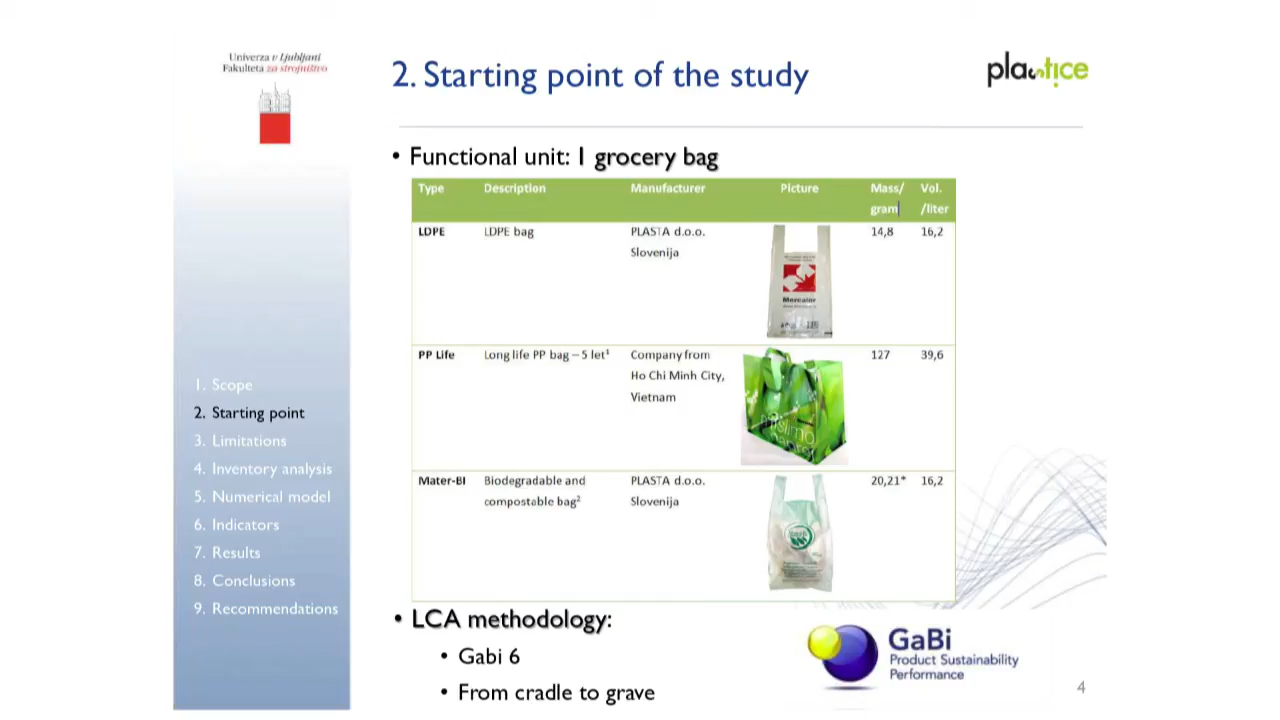 Univerza v Ljubljani
Fakulteta za strojništvo
2. Starting point of the study
plastice
• Functional unit: 1 grocery bag
Type Description Manufacturer Picture Mass/ Vol.
gram /liter
LDPE LDPE bag PLASTA d.o.o. 14,8 16,2
Slovenija
Mercator
PP Life Long life PP bag – 5 let¹ Company from 127 39,6
Ho Chi Minh City,
Vietnam
Mater-BI Biodegradable and PLASTA d.o.o. 20,21* 16,2
compostable bag² Slovenija
1. Scope
2. Starting point
3. Limitations
4. Inventory analysis
5. Numerical model
6. Indicators
7. Results
8. Conclusions
9. Recommendations
• LCA methodology:
• Gabi 6
• From cradle to grave
GaBi
Product Sustainability
Performance
4